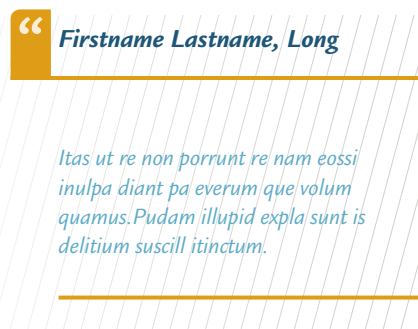 “
Firstname Lastname, Long
Itas ut re non porrunt re nam eossi
inulpa diant pa everum que volum
quamus.Pudam illupid expla sunt is
delitium suscill itinctum.